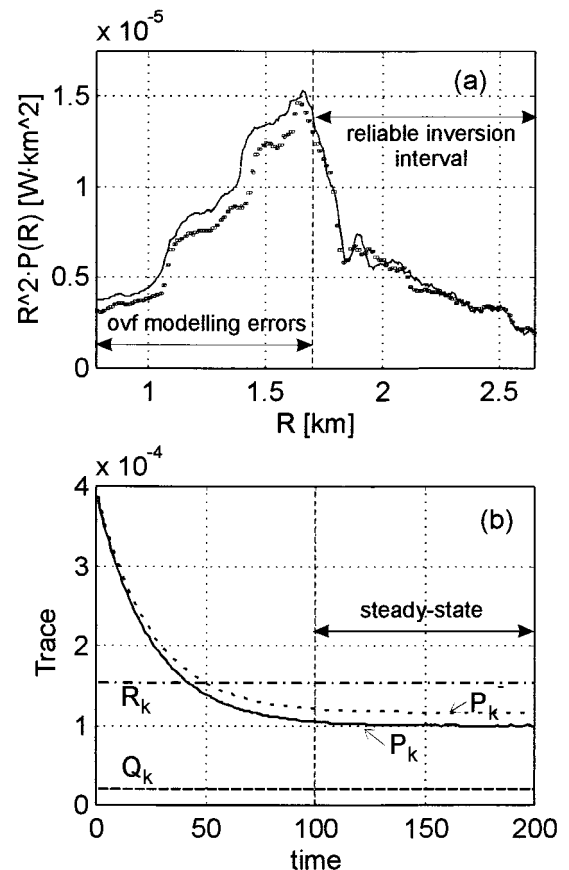 x 10^-5
(a)
1.5
1
0.5
0
R^2·P(R) [W·km^2]
reliable inversion
interval
ovf modelling errors
1 1.5 2 2.5
R [km]
x 10^-4
(b)
4
3
2
1
0
Trace
steady-state
R_k
P_k^-
P_k
Q_k
0 50 100 150 200
time